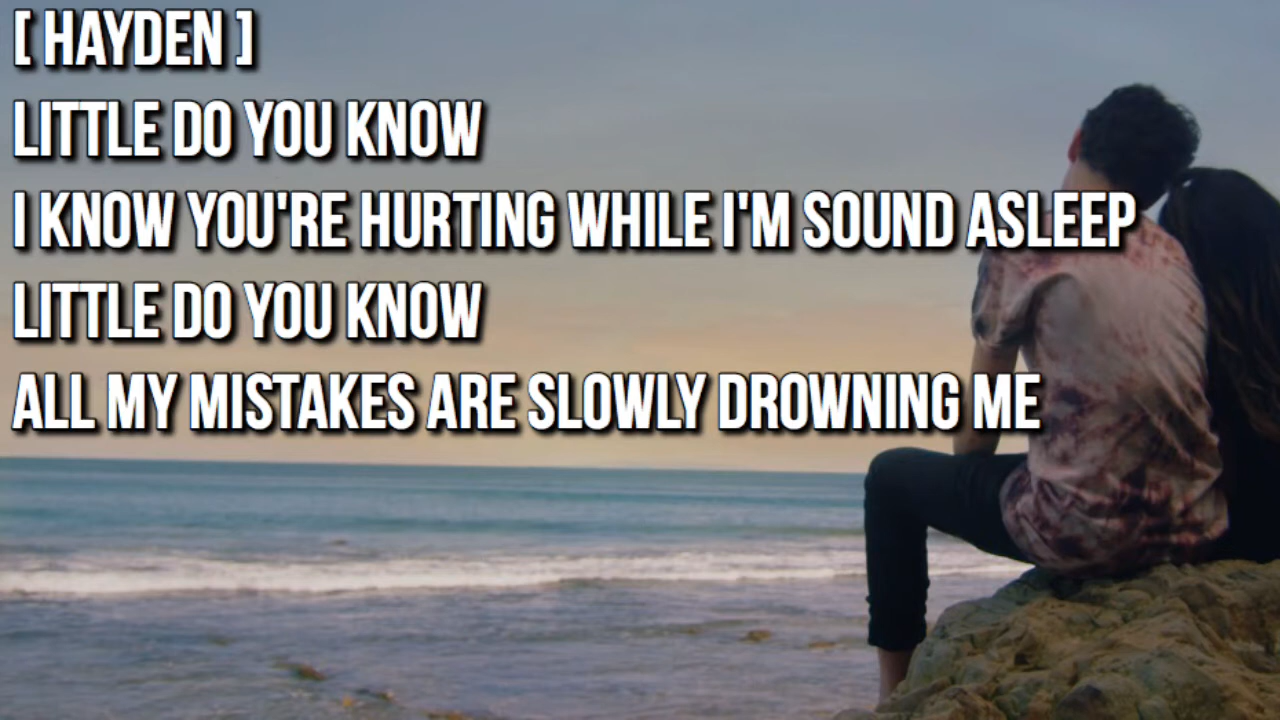 [ HAYDEN ]
LITTLE DO YOU KNOW
I KNOW YOU'RE HURTING WHILE I'M SOUND ASLEEP
LITTLE DO YOU KNOW
ALL MY MISTAKES ARE SLOWLY DROWNING ME